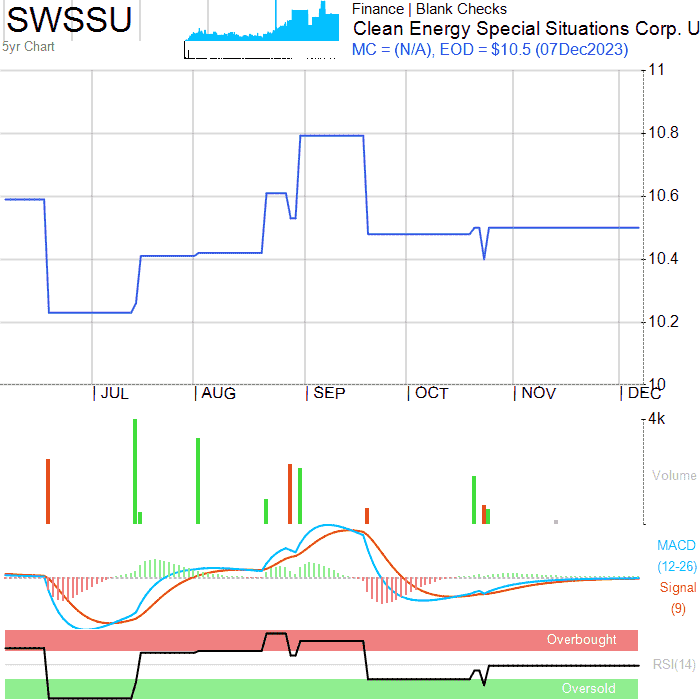 SWSSU
5yr Chart
Finance | Blank Checks
Clean Energy Special Situations Corp. U
MC = (N/A), EOD = $10.5 (07Dec2023)
11
10.8
10.6
10.4
10.2
10
JUL AUG SEP OCT NOV DEC
4k
Volume
MACD
(12-26)
Signal
(9)
Overbought
RSI(14)
Oversold